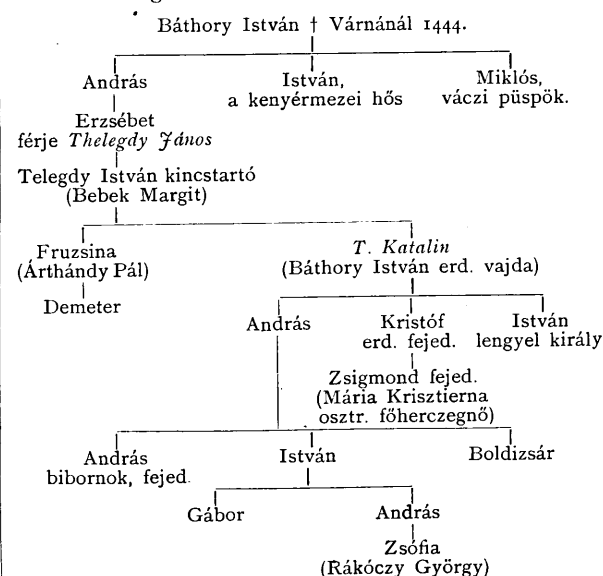 Báthory István † Várnánál 1444.
András
István,
a kenyérmezei hős
Miklós,
váczi püspök.
Erzsébet
férje Thelegdy János
Telegdy István kincstartó
(Bebek Margit)
Fruzsina
(Árthándy Pál)
Demeter
T. Katalin
(Báthory István erd. vajda)
András
Kristóf
erd. fejed.
István
lengyel király
Zsigmond fejed.
(Mária Krisztierna
osztr. főherczegnő)
András
bibornok, fejed.
István
Boldizsár
Gábor
András
Zsófia
(Rákóczy György)